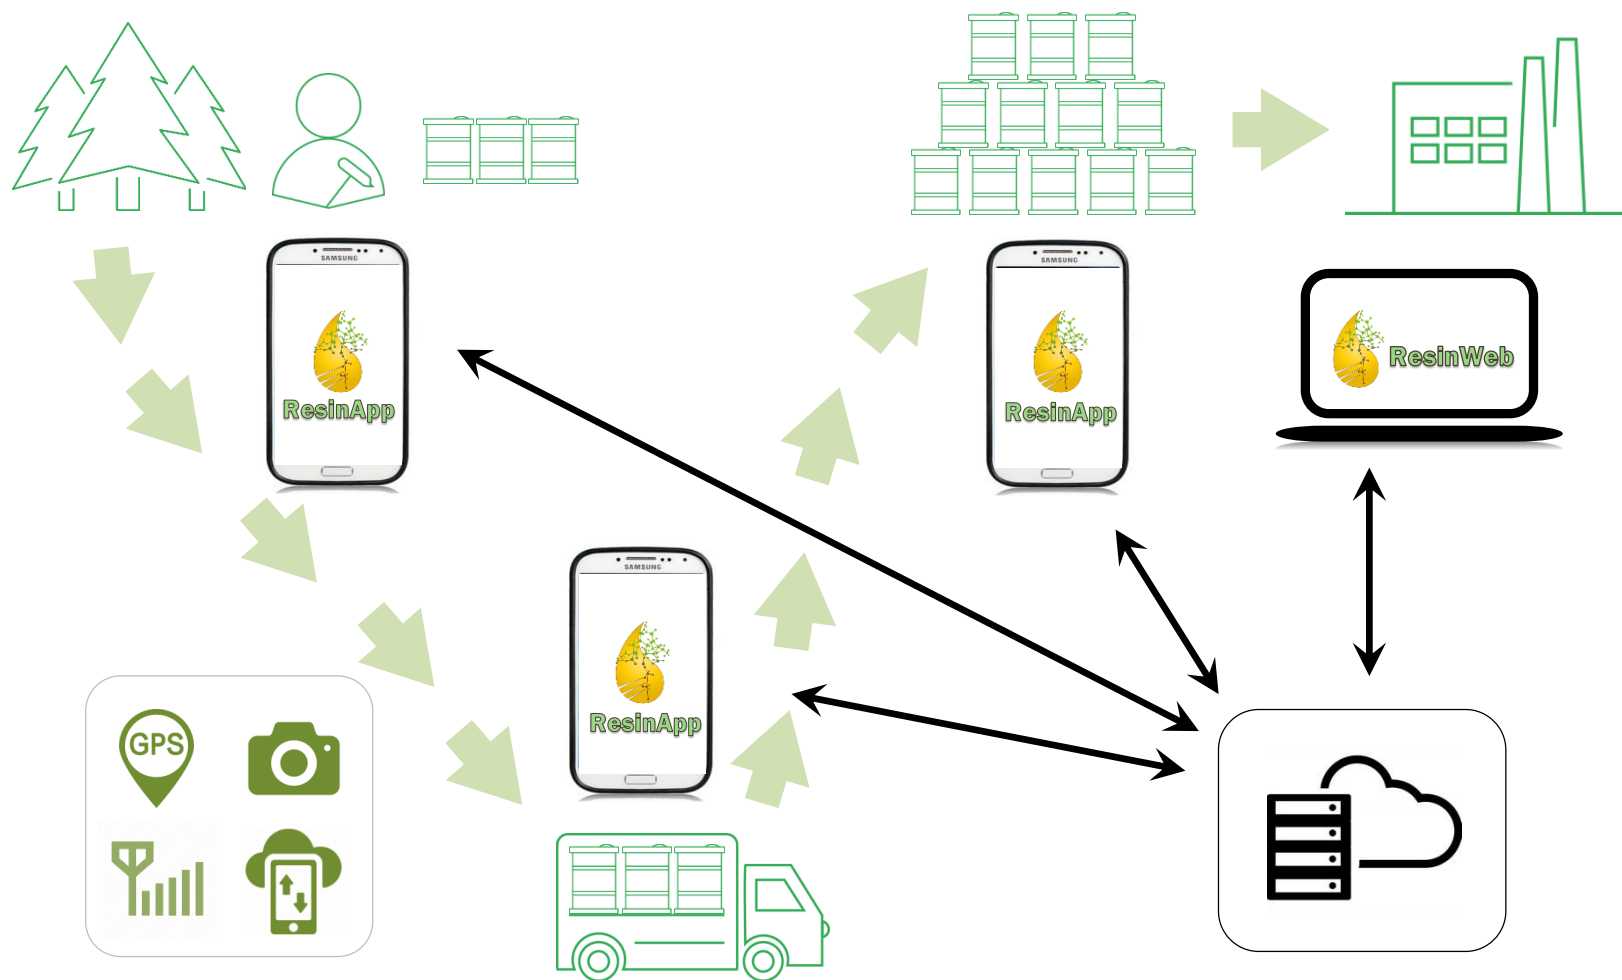 SAMSUNG
ResinApp
SAMSUNG
ResinApp
ResinWeb
SAMSUNG
ResinApp
GPS